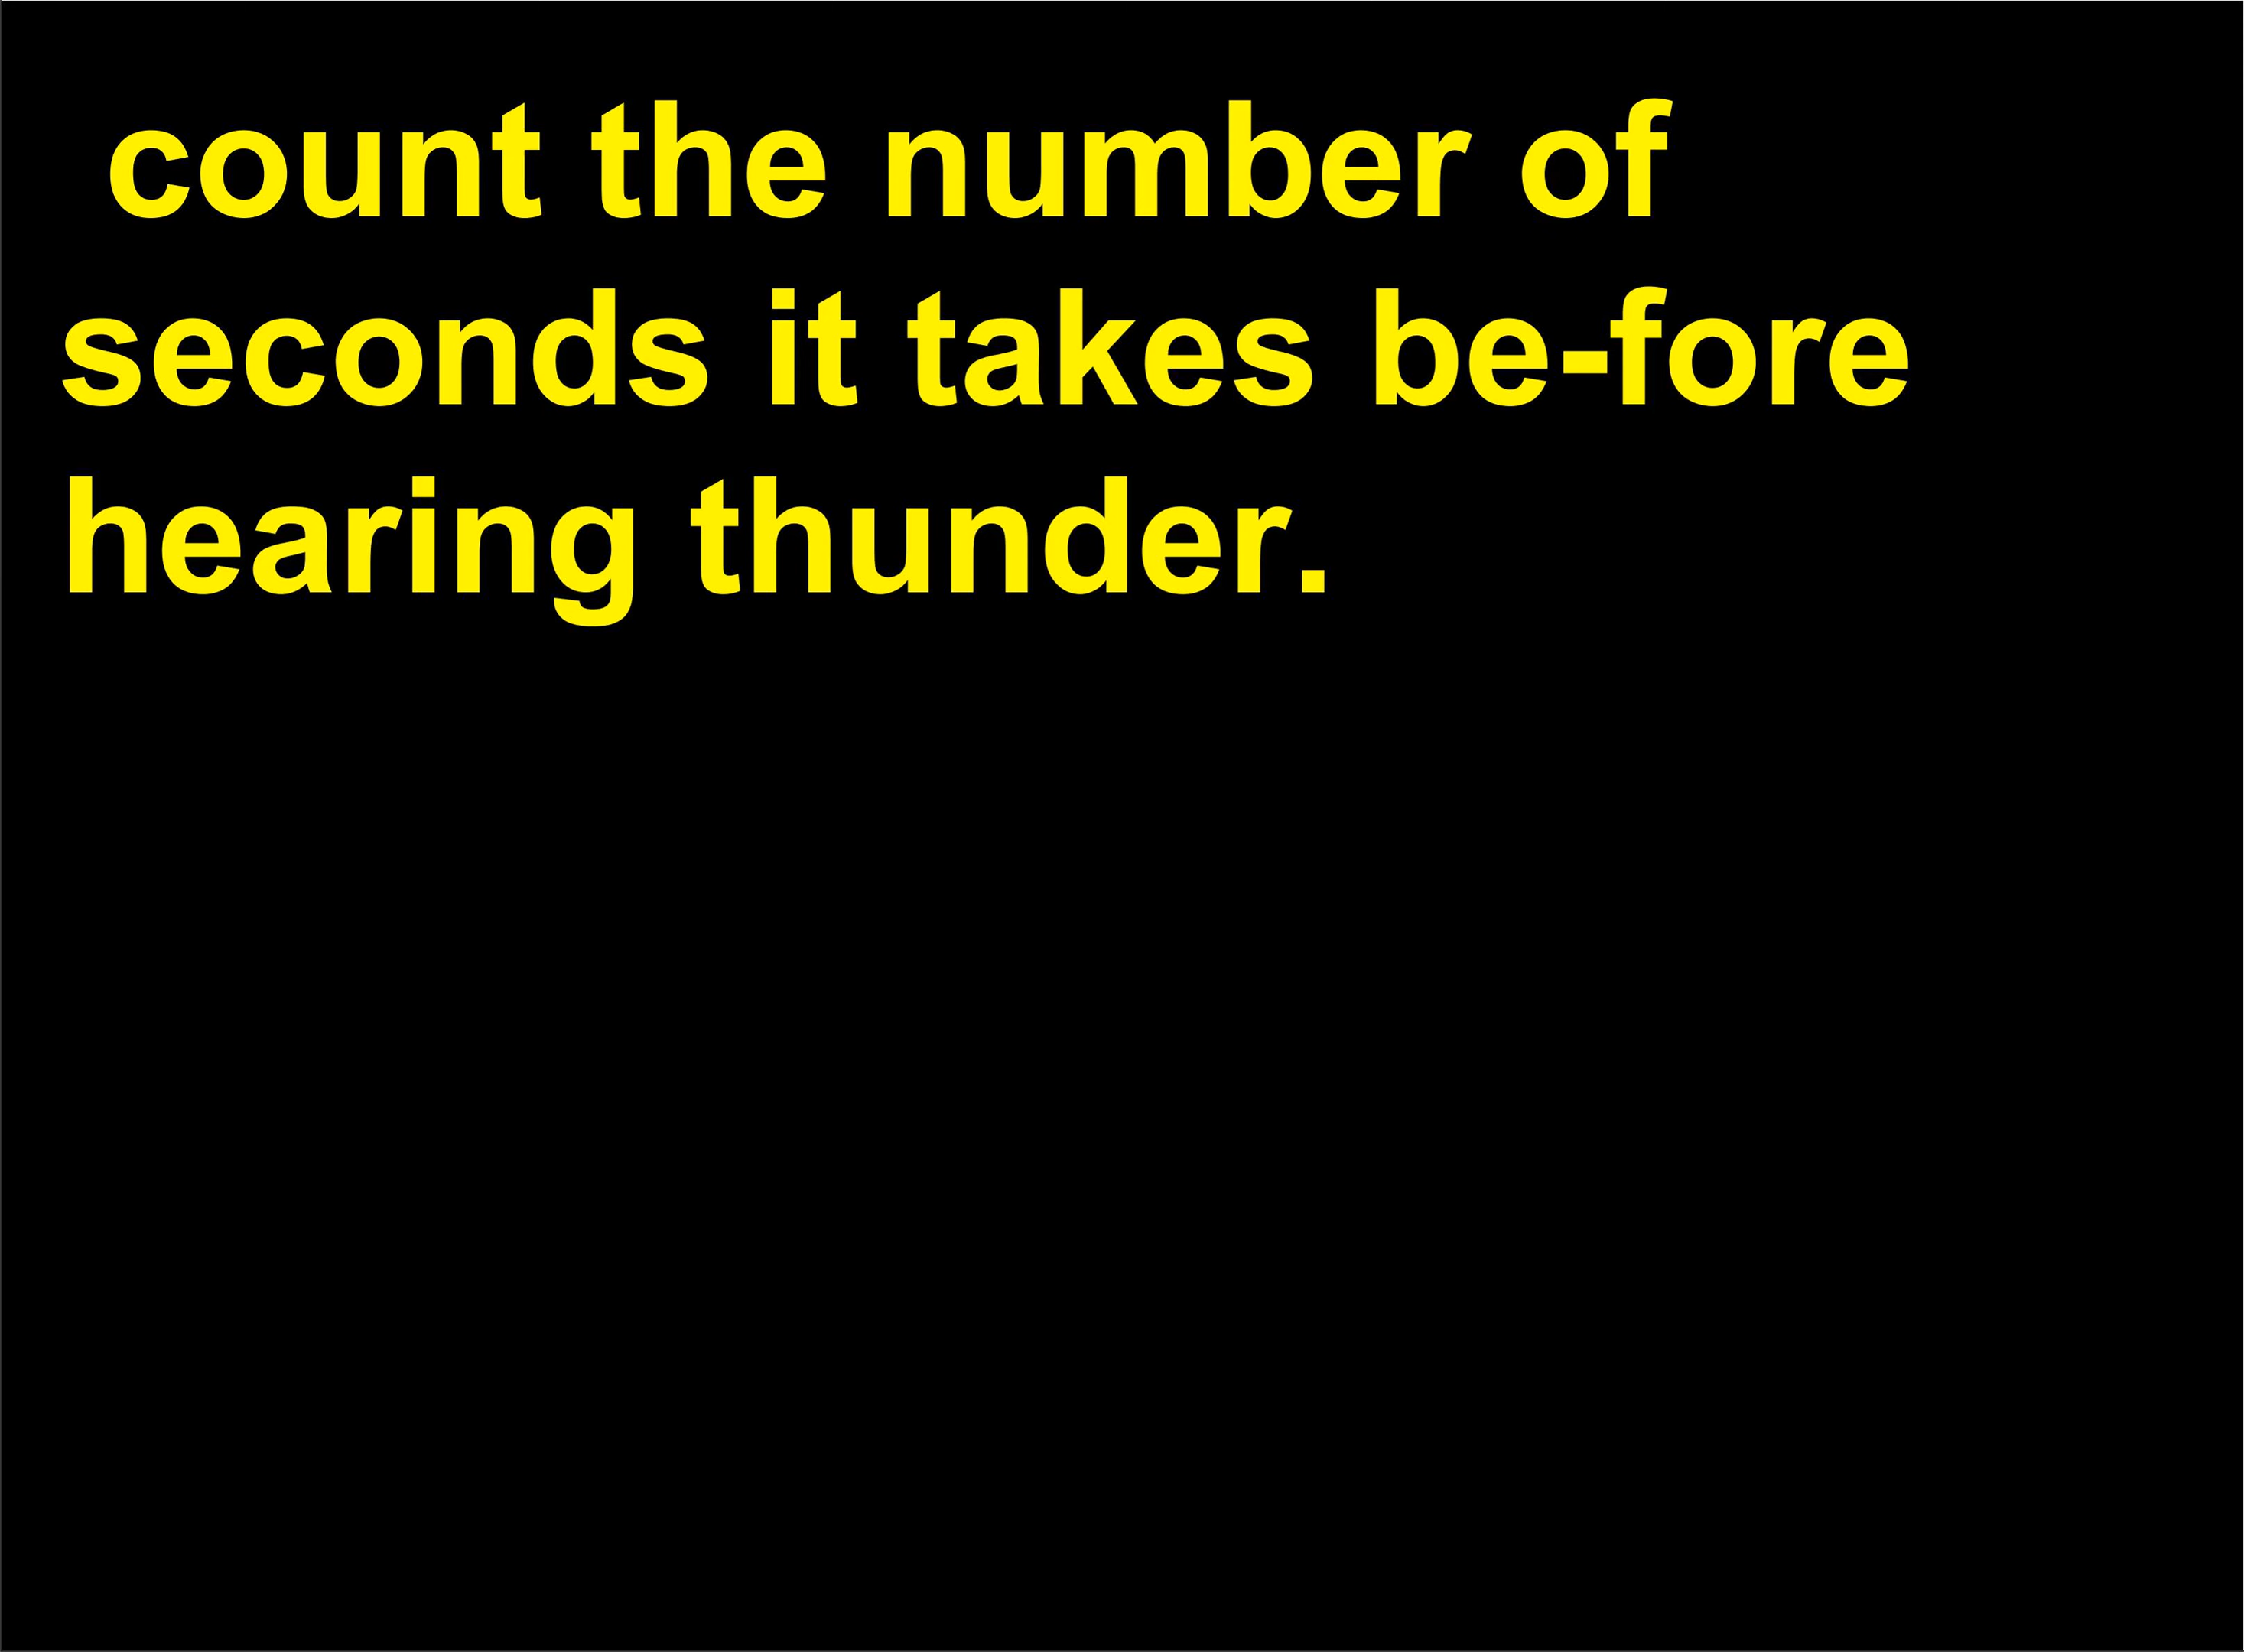 count the number of
seconds it takes be-fore
hearing thunder.